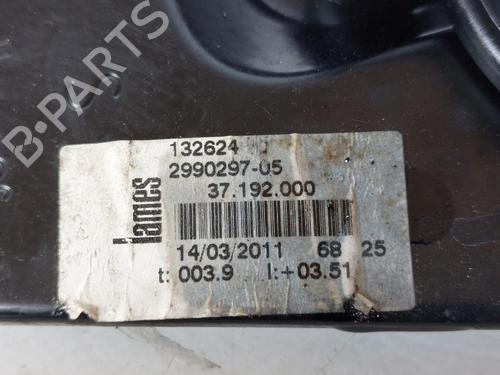 132624
2990297-05
37.192.000
lames
14/03/2011 68 25
t: 003.9 l:+03.51
B-PARTS